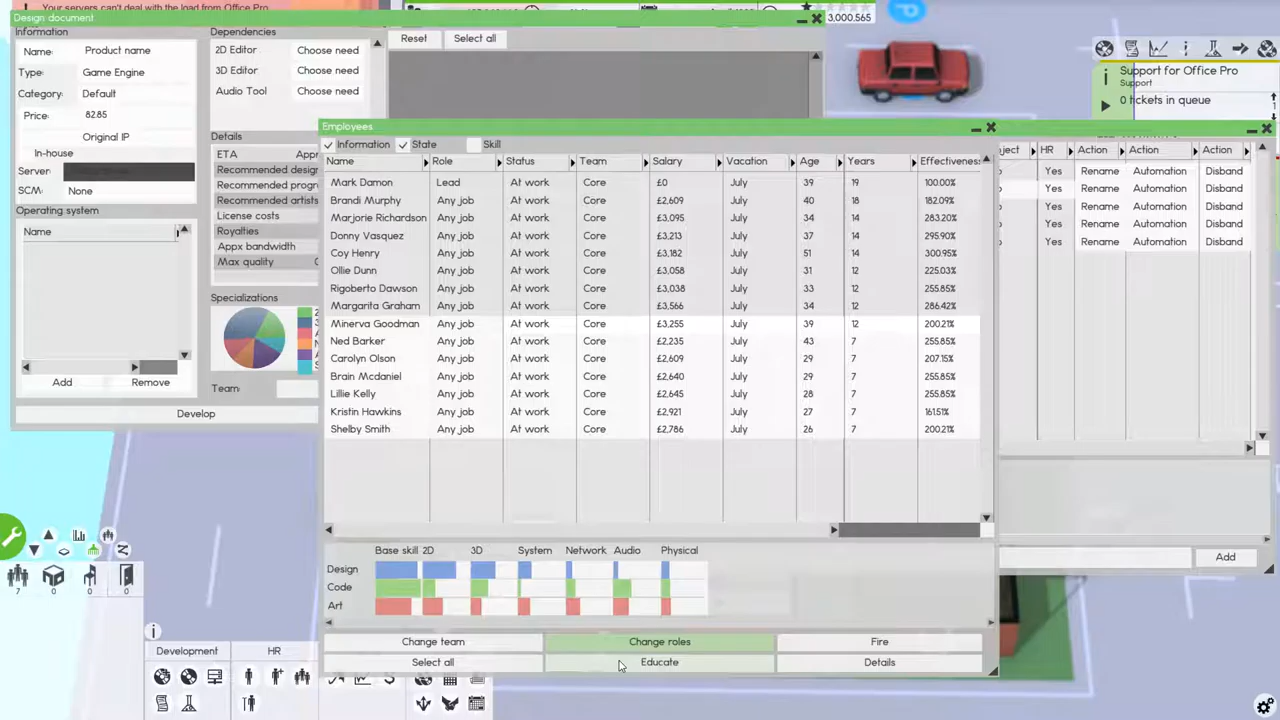 Your servers can't deal with the load from Office Pro
3,000.565
Design document
Information
Name: Product name
Type: Game Engine
Category: Default
Price: 82.85
Original IP
In-house
Server:
SCM: None
Operating system
Name
Add Remove
Develop
Dependencies
2D Editor Choose need
3D Editor Choose need
Audio Tool Choose need
Details
ETA Appr
Recommended desig
Recommended progr
Recommended artists
License costs
Royalties
Appx bandwidth
Max quality
Specializations
Team:
Reset Select all
Support for Office Pro
Support
0 tickets in queue
Employees
Information State Skill
Name Role Status Team Salary Vacation Age Years Effectiveness
Mark Damon Lead At work Core £0 July 39 19 100.00%
Brandi Murphy Any job At work Core £2,609 July 40 18 182.09%
Marjorie Richardson Any job At work Core £3,095 July 34 14 283.20%
Donny Vasquez Any job At work Core £3,213 July 37 14 295.90%
Coy Henry Any job At work Core £3,182 July 51 14 300.95%
Ollie Dunn Any job At work Core £3,058 July 31 12 225.03%
Rigoberto Dawson Any job At work Core £3,038 July 33 12 255.85%
Margarita Graham Any job At work Core £3,566 July 34 12 286.42%
Minerva Goodman Any job At work Core £3,255 July 39 12 200.21%
Ned Barker Any job At work Core £2,235 July 43 7 255.85%
Carolyn Olson Any job At work Core £2,609 July 29 7 207.15%
Brain Mcdaniel Any job At work Core £2,640 July 29 7 255.85%
Lillie Kelly Any job At work Core £2,645 July 28 7 255.85%
Kristin Hawkins Any job At work Core £2,921 July 27 7 161.51%
Shelby Smith Any job At work Core £2,786 July 26 7 200.21%
Base skill 2D 3D System Network Audio Physical
Design
Code
Art
Change team Change roles Fire
Select all Educate Details
ject HR Action Action Action
Yes Rename Automation Disband
Yes Rename Automation Disband
Yes Rename Automation Disband
Yes Rename Automation Disband
Yes Rename Automation Disband
Add
7 0 0 0
Development HR